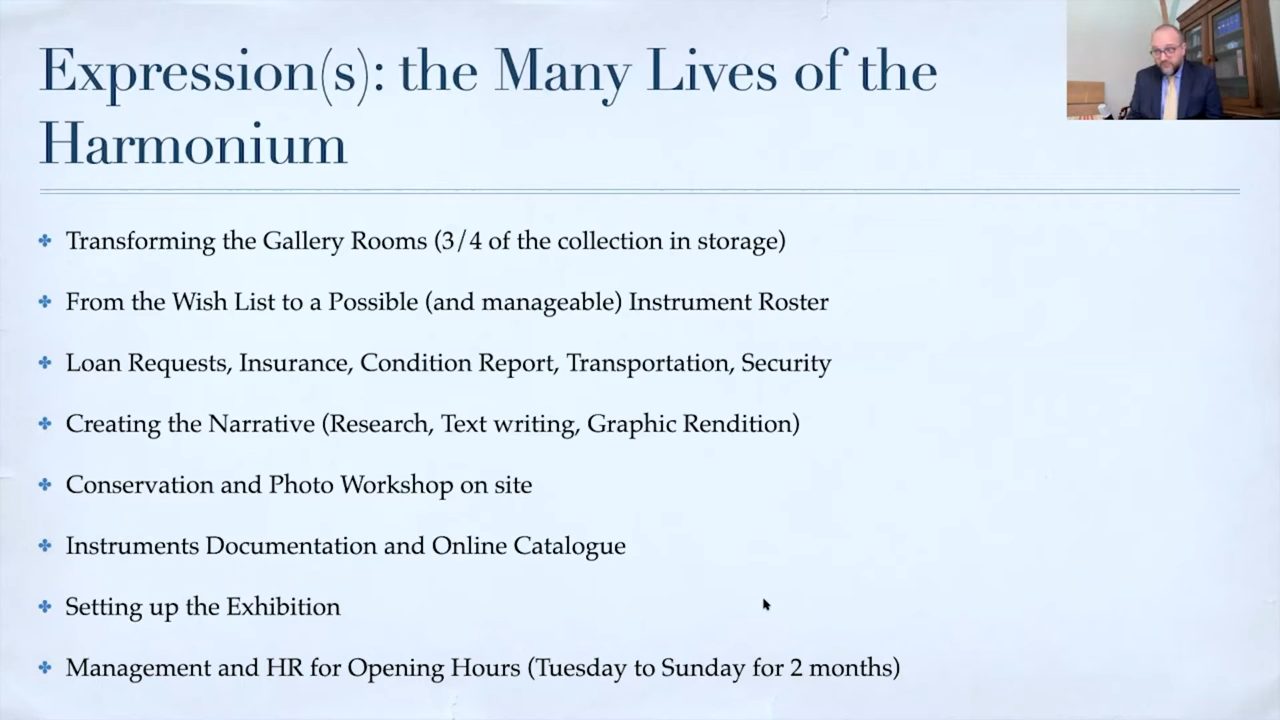 Expression(s): the Many Lives of the
Harmonium
Transforming the Gallery Rooms (3/4 of the collection in storage)
From the Wish List to a Possible (and manageable) Instrument Roster
Loan Requests, Insurance, Condition Report, Transportation, Security
Creating the Narrative (Research, Text writing, Graphic Rendition)
Conservation and Photo Workshop on site
Instruments Documentation and Online Catalogue
Setting up the Exhibition
Management and HR for Opening Hours (Tuesday to Sunday for 2 months)